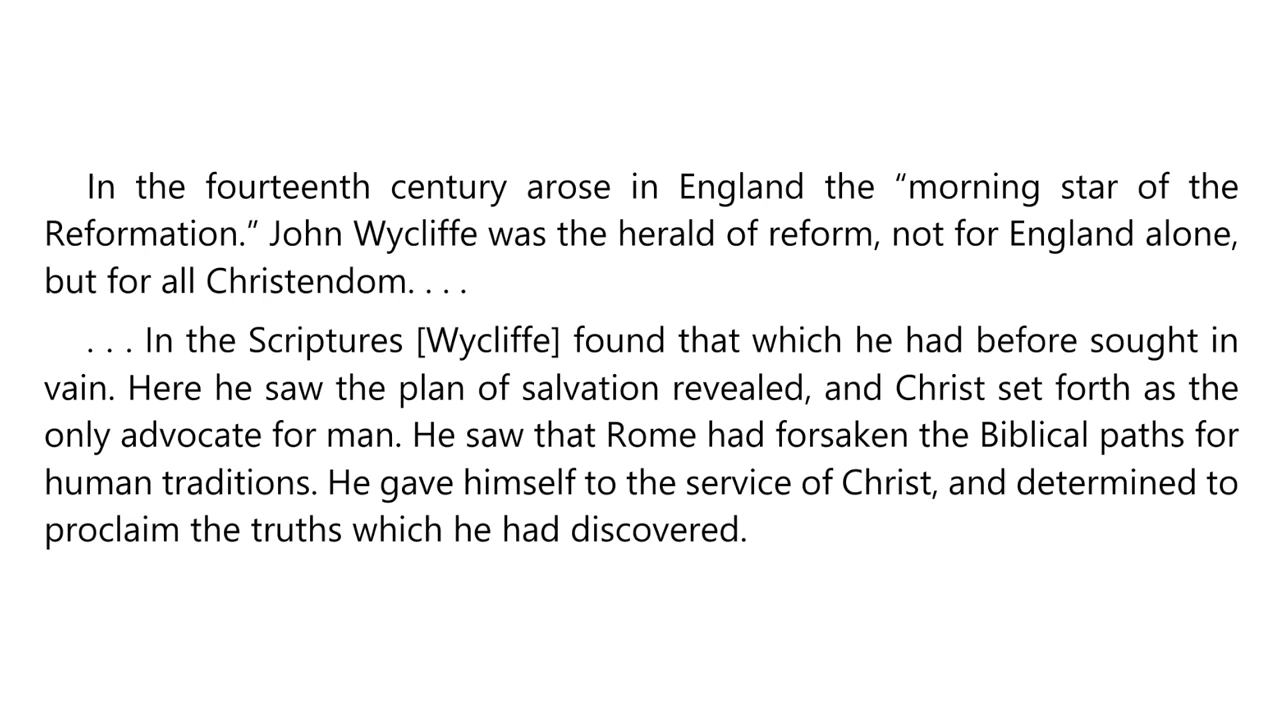 In the fourteenth century arose in England the “morning star of the
Reformation.” John Wycliffe was the herald of reform, not for England alone,
but for all Christendom. . . .
. . . In the Scriptures [Wycliffe] found that which he had before sought in
vain. Here he saw the plan of salvation revealed, and Christ set forth as the
only advocate for man. He saw that Rome had forsaken the Biblical paths for
human traditions. He gave himself to the service of Christ, and determined to
proclaim the truths which he had discovered.